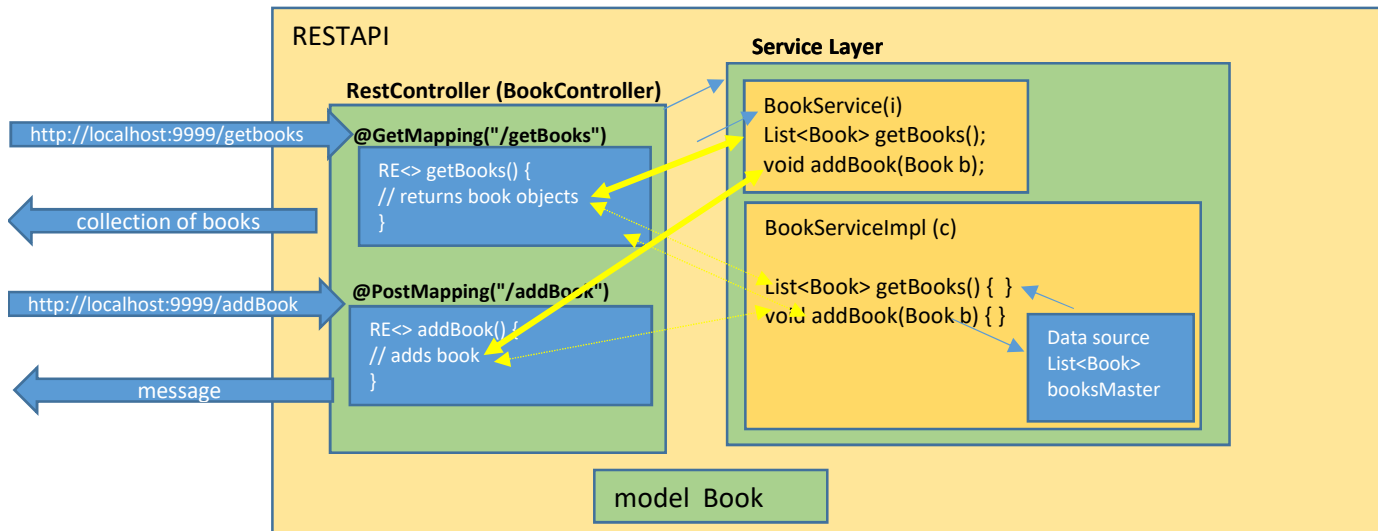 RESTAPI
Service Layer
RestController (BookController)
http://localhost:9999/getbooks
@GetMapping("/getBooks")
RE<> getBooks() {
// returns book objects
}
collection of books
http://localhost:9999/addBook
@PostMapping("/addBook")
RE<> addBook() {
// adds book
}
message
BookService(i)
List<Book> getBooks();
void addBook(Book b);
BookServiceImpl (c)
List<Book> getBooks() {  }
void addBook(Book b) { }
Data source
List<Book>
booksMaster
model  Book